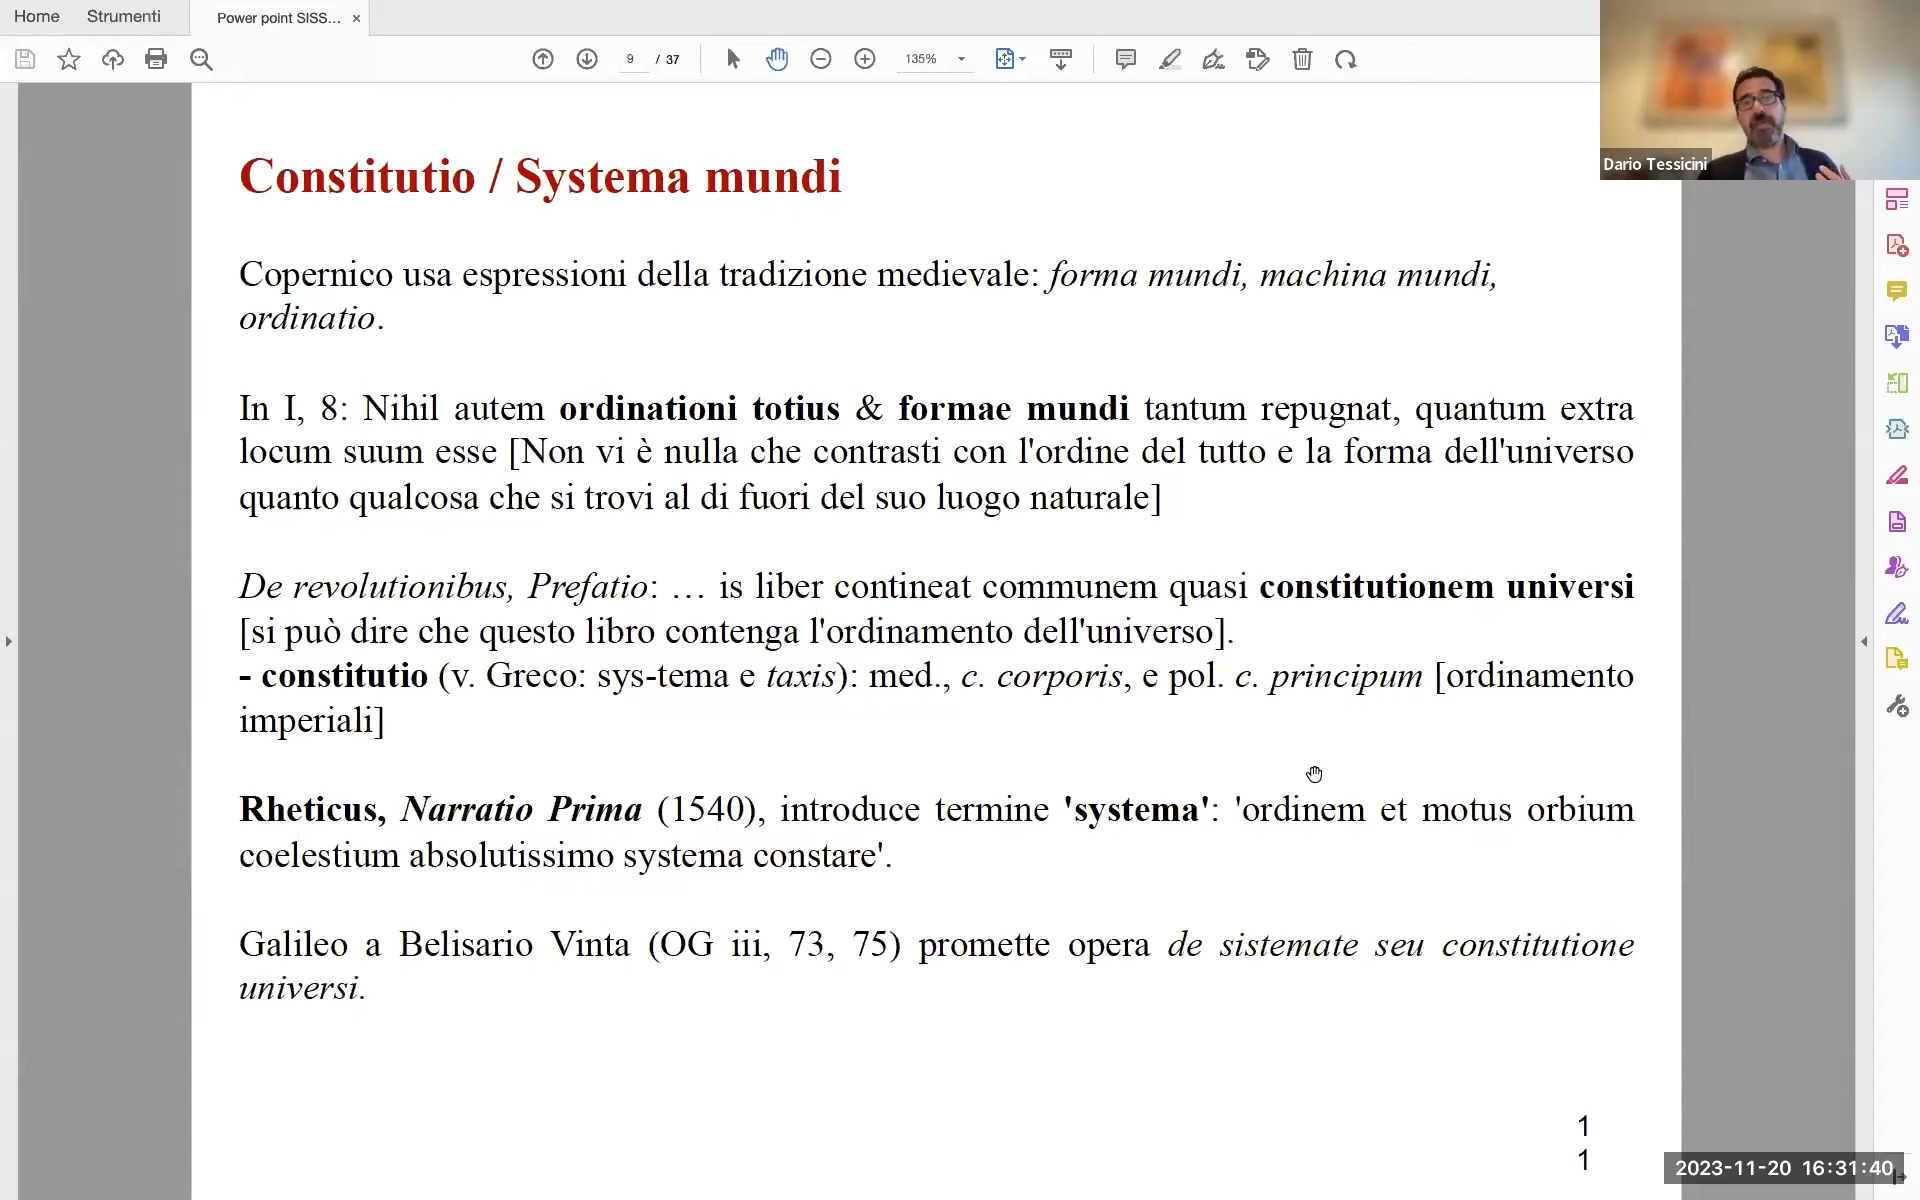 Home Strumenti Power point SISS... ×
9 / 37 135%
Dario Tessicini
Constitutio / Systema mundi
Copernico usa espressioni della tradizione medievale: forma mundi, machina mundi,
ordinatio.
In I, 8: Nihil autem ordinationi totius & formae mundi tantum repugnat, quantum extra
locum suum esse [Non vi è nulla che contrasti con l'ordine del tutto e la forma dell'universo
quanto qualcosa che si trovi al di fuori del suo luogo naturale]
De revolutionibus, Prefatio: … is liber contineat communem quasi constitutionem universi
[si può dire che questo libro contenga l'ordinamento dell'universo].
- constitutio (v. Greco: sys-tema e taxis): med., c. corporis, e pol. c. principum [ordinamento
imperiali]
Rheticus, Narratio Prima (1540), introduce termine 'systema': 'ordinem et motus orbium
coelestium absolutissimo systema constare'.
Galileo a Belisario Vinta (OG iii, 73, 75) promette opera de sistemate seu constitutione
universi.
1
1
2023-11-20 16:31:40